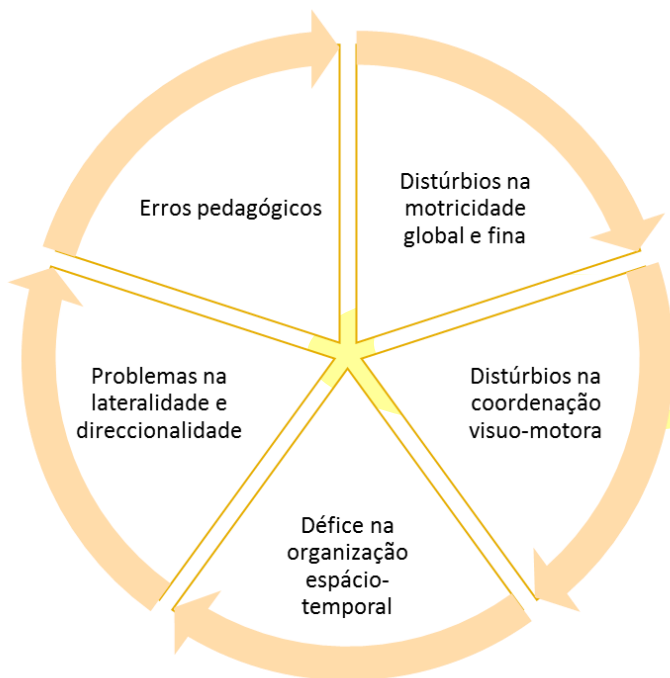 Distúrbios na
motricidade
global e fina
Distúrbios na
coordenação
visuo-motora
Défice na
organização
espácio-
temporal
Problemas na
lateralidade e
direccionalidade
Erros pedagógicos